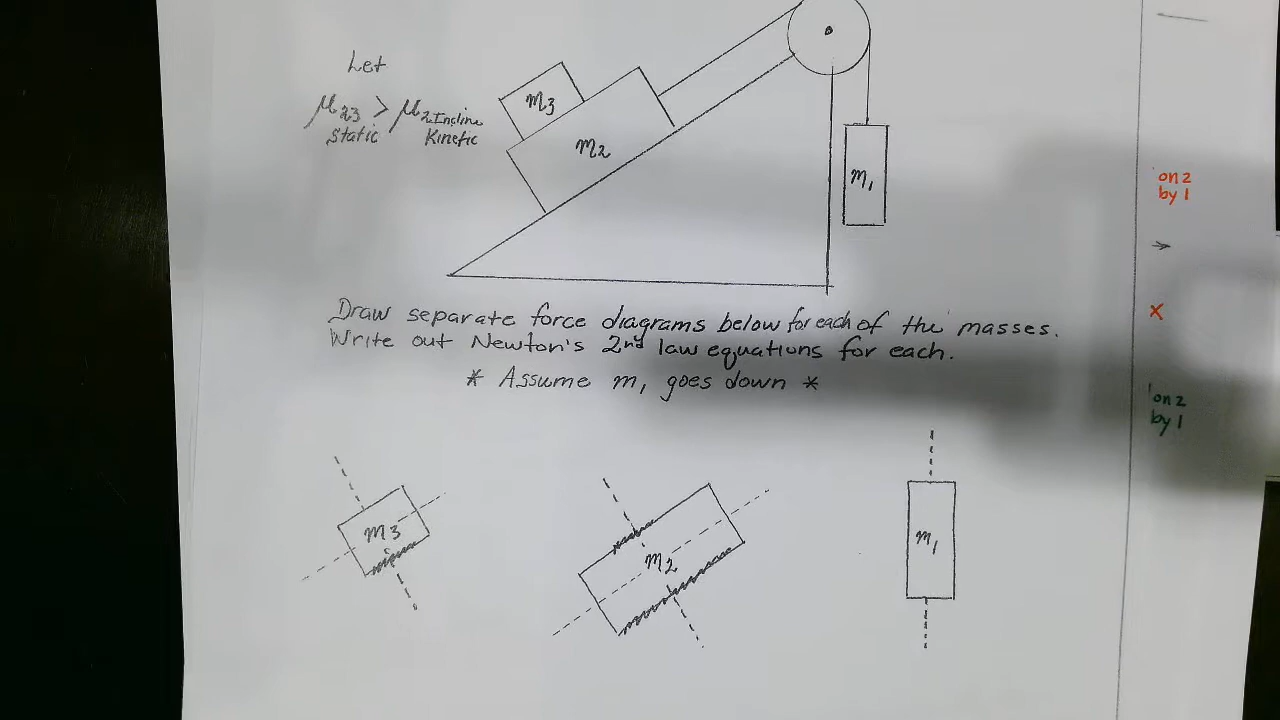 Let
μ23 > μ2Incline
Static Kinetic
m3
m2
m1
Draw separate force diagrams below for each of the masses.
Write out Newton's 2nd law equations for each.
* Assume m1 goes down *
m3
m2
m1
on 2
by 1
x
on 2
by 1